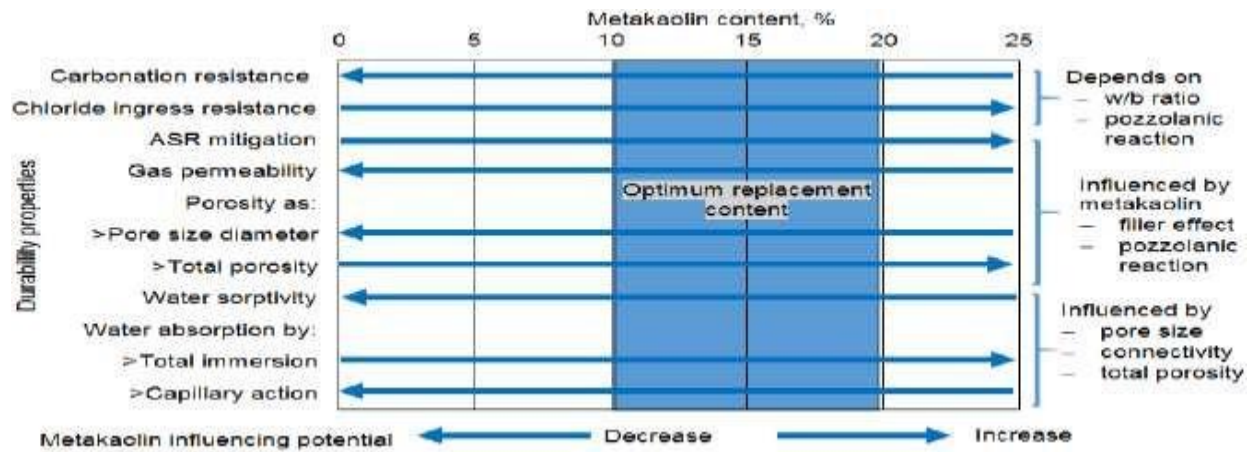 Metakaolin content, %
0 5 10 15 20 25
Durability properties
Carbonation resistance
Chloride ingress resistance
ASR mitigation
Gas permeability
Porosity as:
>Pore size diameter
>Total porosity
Water sorptivity
Water absorption by:
>Total immersion
>Capillary action
Optimum replacement
content
Depends on
– w/b ratio
– pozzolanic
reaction
Influenced by
metakaolin
– filler effect
– pozzolanic
reaction
Influenced by
– pore size
– connectivity
– total porosity
Metakaolin influencing potential Decrease Increase